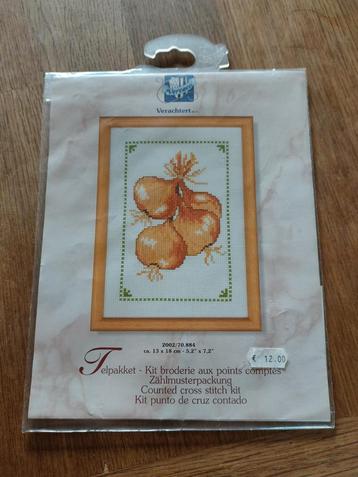 Verachtert
2002/70.884
ca. 13 x 18 cm - 5,2" x 7,2"
Telpakket - Kit broderie aux points comptés
Zählmusterpackung
Counted cross stitch kit
Kit punto de cruz contado
€ 12.00